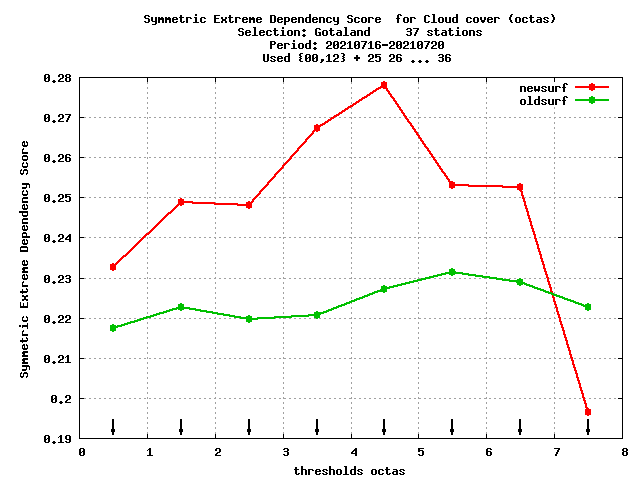 Symmetric Extreme Dependency Score  for Cloud cover (octas)
Selection: Gotaland     37 stations
Period: 20210716-20210720
Used {00,12} + 25 26 ... 36
newsurf
oldsurf
0,28
0,27
0,26
0,25
0,24
0,23
0,22
0,21
0,2
0,19
Symmetric Extreme Dependency Score
0 1 2 3 4 5 6 7 8
thresholds octas